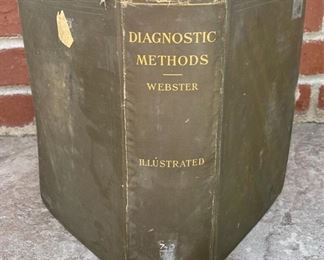 DIAGNOSTIC
METHODS
WEBSTER
ILLUSTRATED